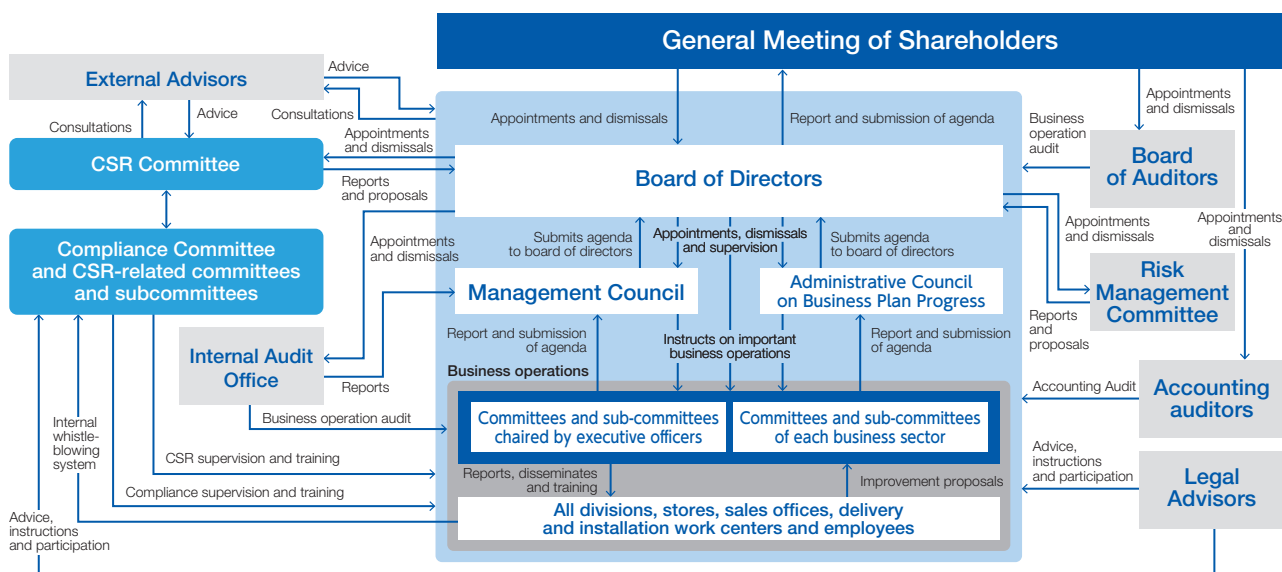 General Meeting of Shareholders
External Advisors
Advice
Consultations
Consultations
Advice
Appointments and dismissals
Report and submission of agenda
Appointments
and dismissals
Business
operation
audit
Board
of Auditors
CSR Committee
Appointments
and dismissals
Reports
and proposals
Board of Directors
Appointments
and dismissals
Appointments
and dismissals
Compliance Committee
and CSR-related committees
and subcommittees
Appointments
and dismissals
Submits agenda
to board of directors
Appointments, dismissals
and supervision
Submits agenda
to board of directors
Management Council
Administrative Council
on Business Plan Progress
Risk
Management
Committee
Reports
and
proposals
Internal Audit
Office
Reports
Report and submission
of agenda
Instructs on important
business operations
Report and submission
of agenda
Business operations
Accounting Audit
Accounting
auditors
Business operation audit
Committees and sub-committees
chaired by executive officers
Committees and sub-committees
of each business sector
Internal
whistle-
blowing
system
CSR supervision and training
Compliance supervision and training
Reports, disseminates
and training
Improvement proposals
Advice,
instructions
and participation
Legal
Advisors
All divisions, stores, sales offices, delivery
and installation work centers and employees
Advice,
instructions
and participation